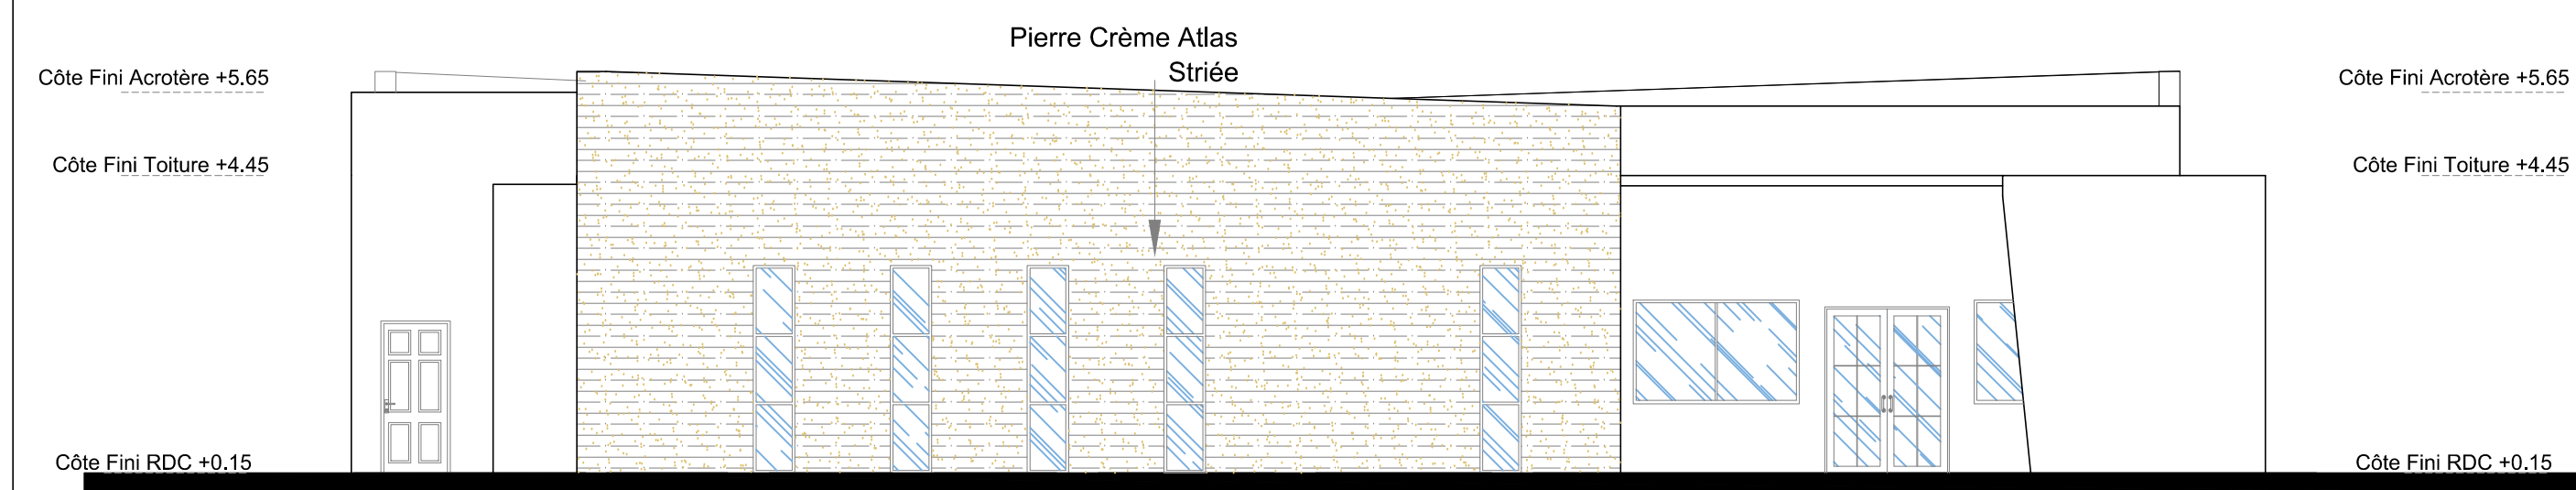 Pierre Crème Atlas
Striée
Côte Fini Acrotère +5.65
Côte Fini Acrotère +5.65
Côte Fini Toiture +4.45
Côte Fini Toiture +4.45
Côte Fini RDC +0.15
Côte Fini RDC +0.15